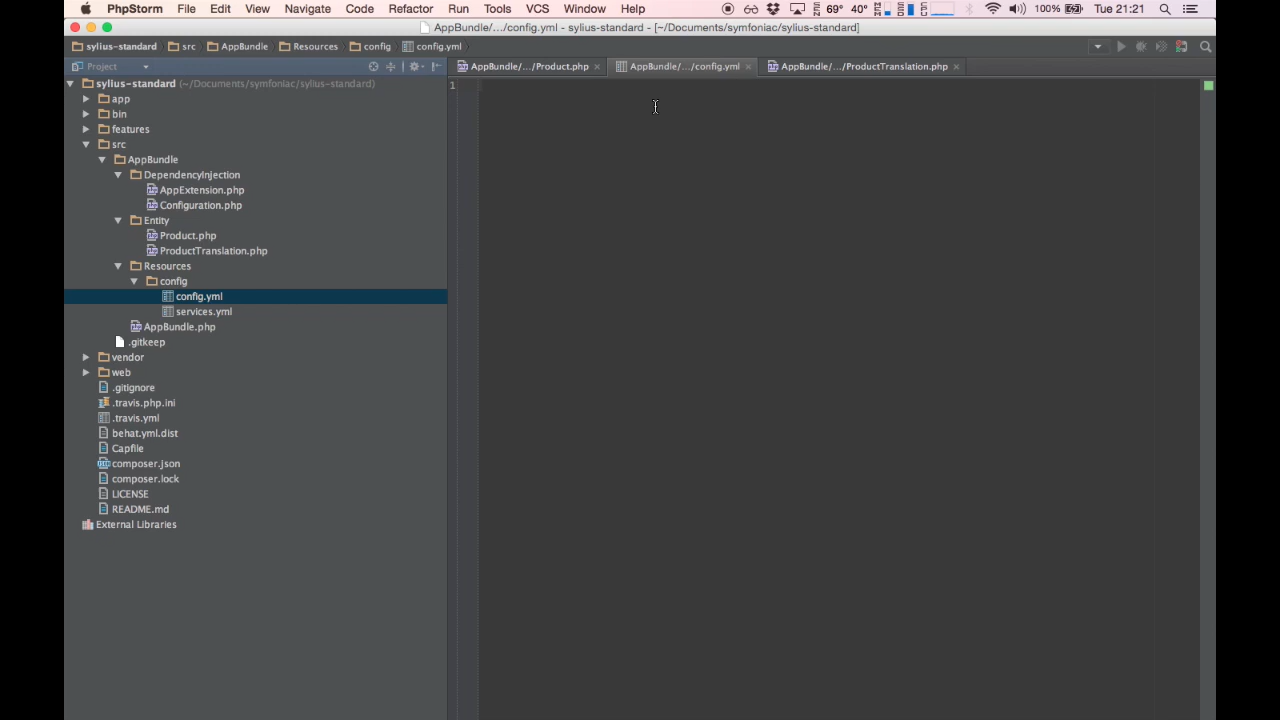 PhpStorm File Edit View Navigate Code Refactor Run Tools VCS Window Help 69° 40° 100% Tue 21:21
AppBundle/.../config.yml - sylius-standard - [~/Documents/symfoniac/sylius-standard]
sylius-standard src AppBundle Resources config config.yml
Project AppBundle/.../Product.php AppBundle/.../config.yml AppBundle/.../ProductTranslation.php
sylius-standard (~/Documents/symfoniac/sylius-standard) 1
app
bin
features
src
AppBundle
DependencyInjection
AppExtension.php
Configuration.php
Entity
Product.php
ProductTranslation.php
Resources
config
config.yml
services.yml
AppBundle.php
.gitkeep
vendor
web
.gitignore
.travis.php.ini
.travis.yml
behat.yml.dist
Capfile
composer.json
composer.lock
LICENSE
README.md
External Libraries